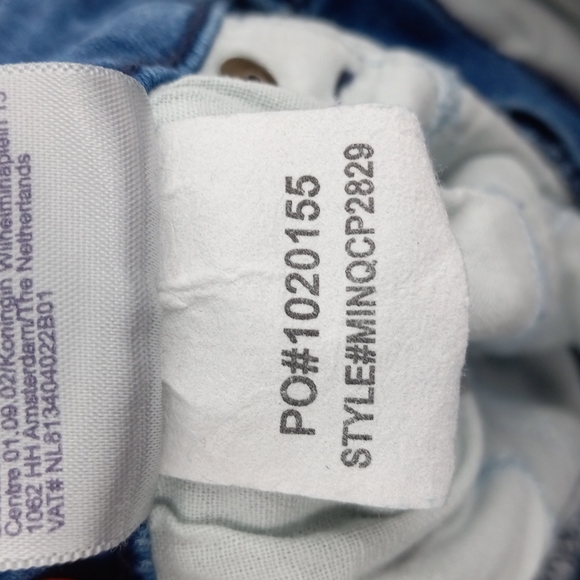 Centre 01.09.02/Koningin Wilhelminaplein 13
1062 HH Amsterdam/The Netherlands
VAT# NL813404022B01
PO#1020155
STYLE#MINQCP2829